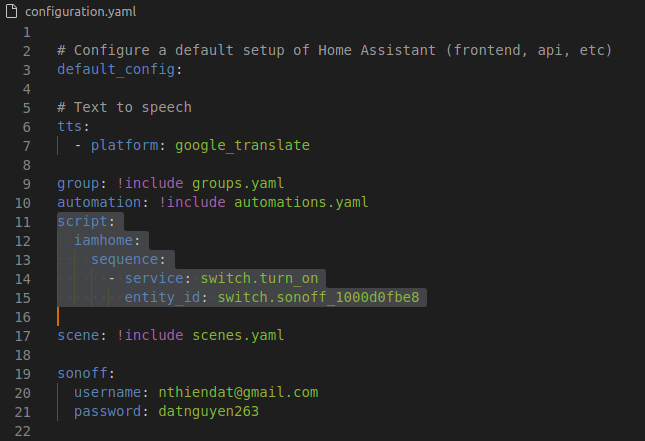 configuration.yaml
1
2 # Configure a default setup of Home Assistant (frontend, api, etc)
3 default_config:
4
5 # Text to speech
6 tts:
7   - platform: google_translate
8
9 group: !include groups.yaml
10 automation: !include automations.yaml
11 script:
12   iamhome:
13     sequence:
14       - service: switch.turn_on
15         entity_id: switch.sonoff_1000d0fbe8
16
17 scene: !include scenes.yaml
18
19 sonoff:
20   username: nthiendat@gmail.com
21   password: datnguyen263
22